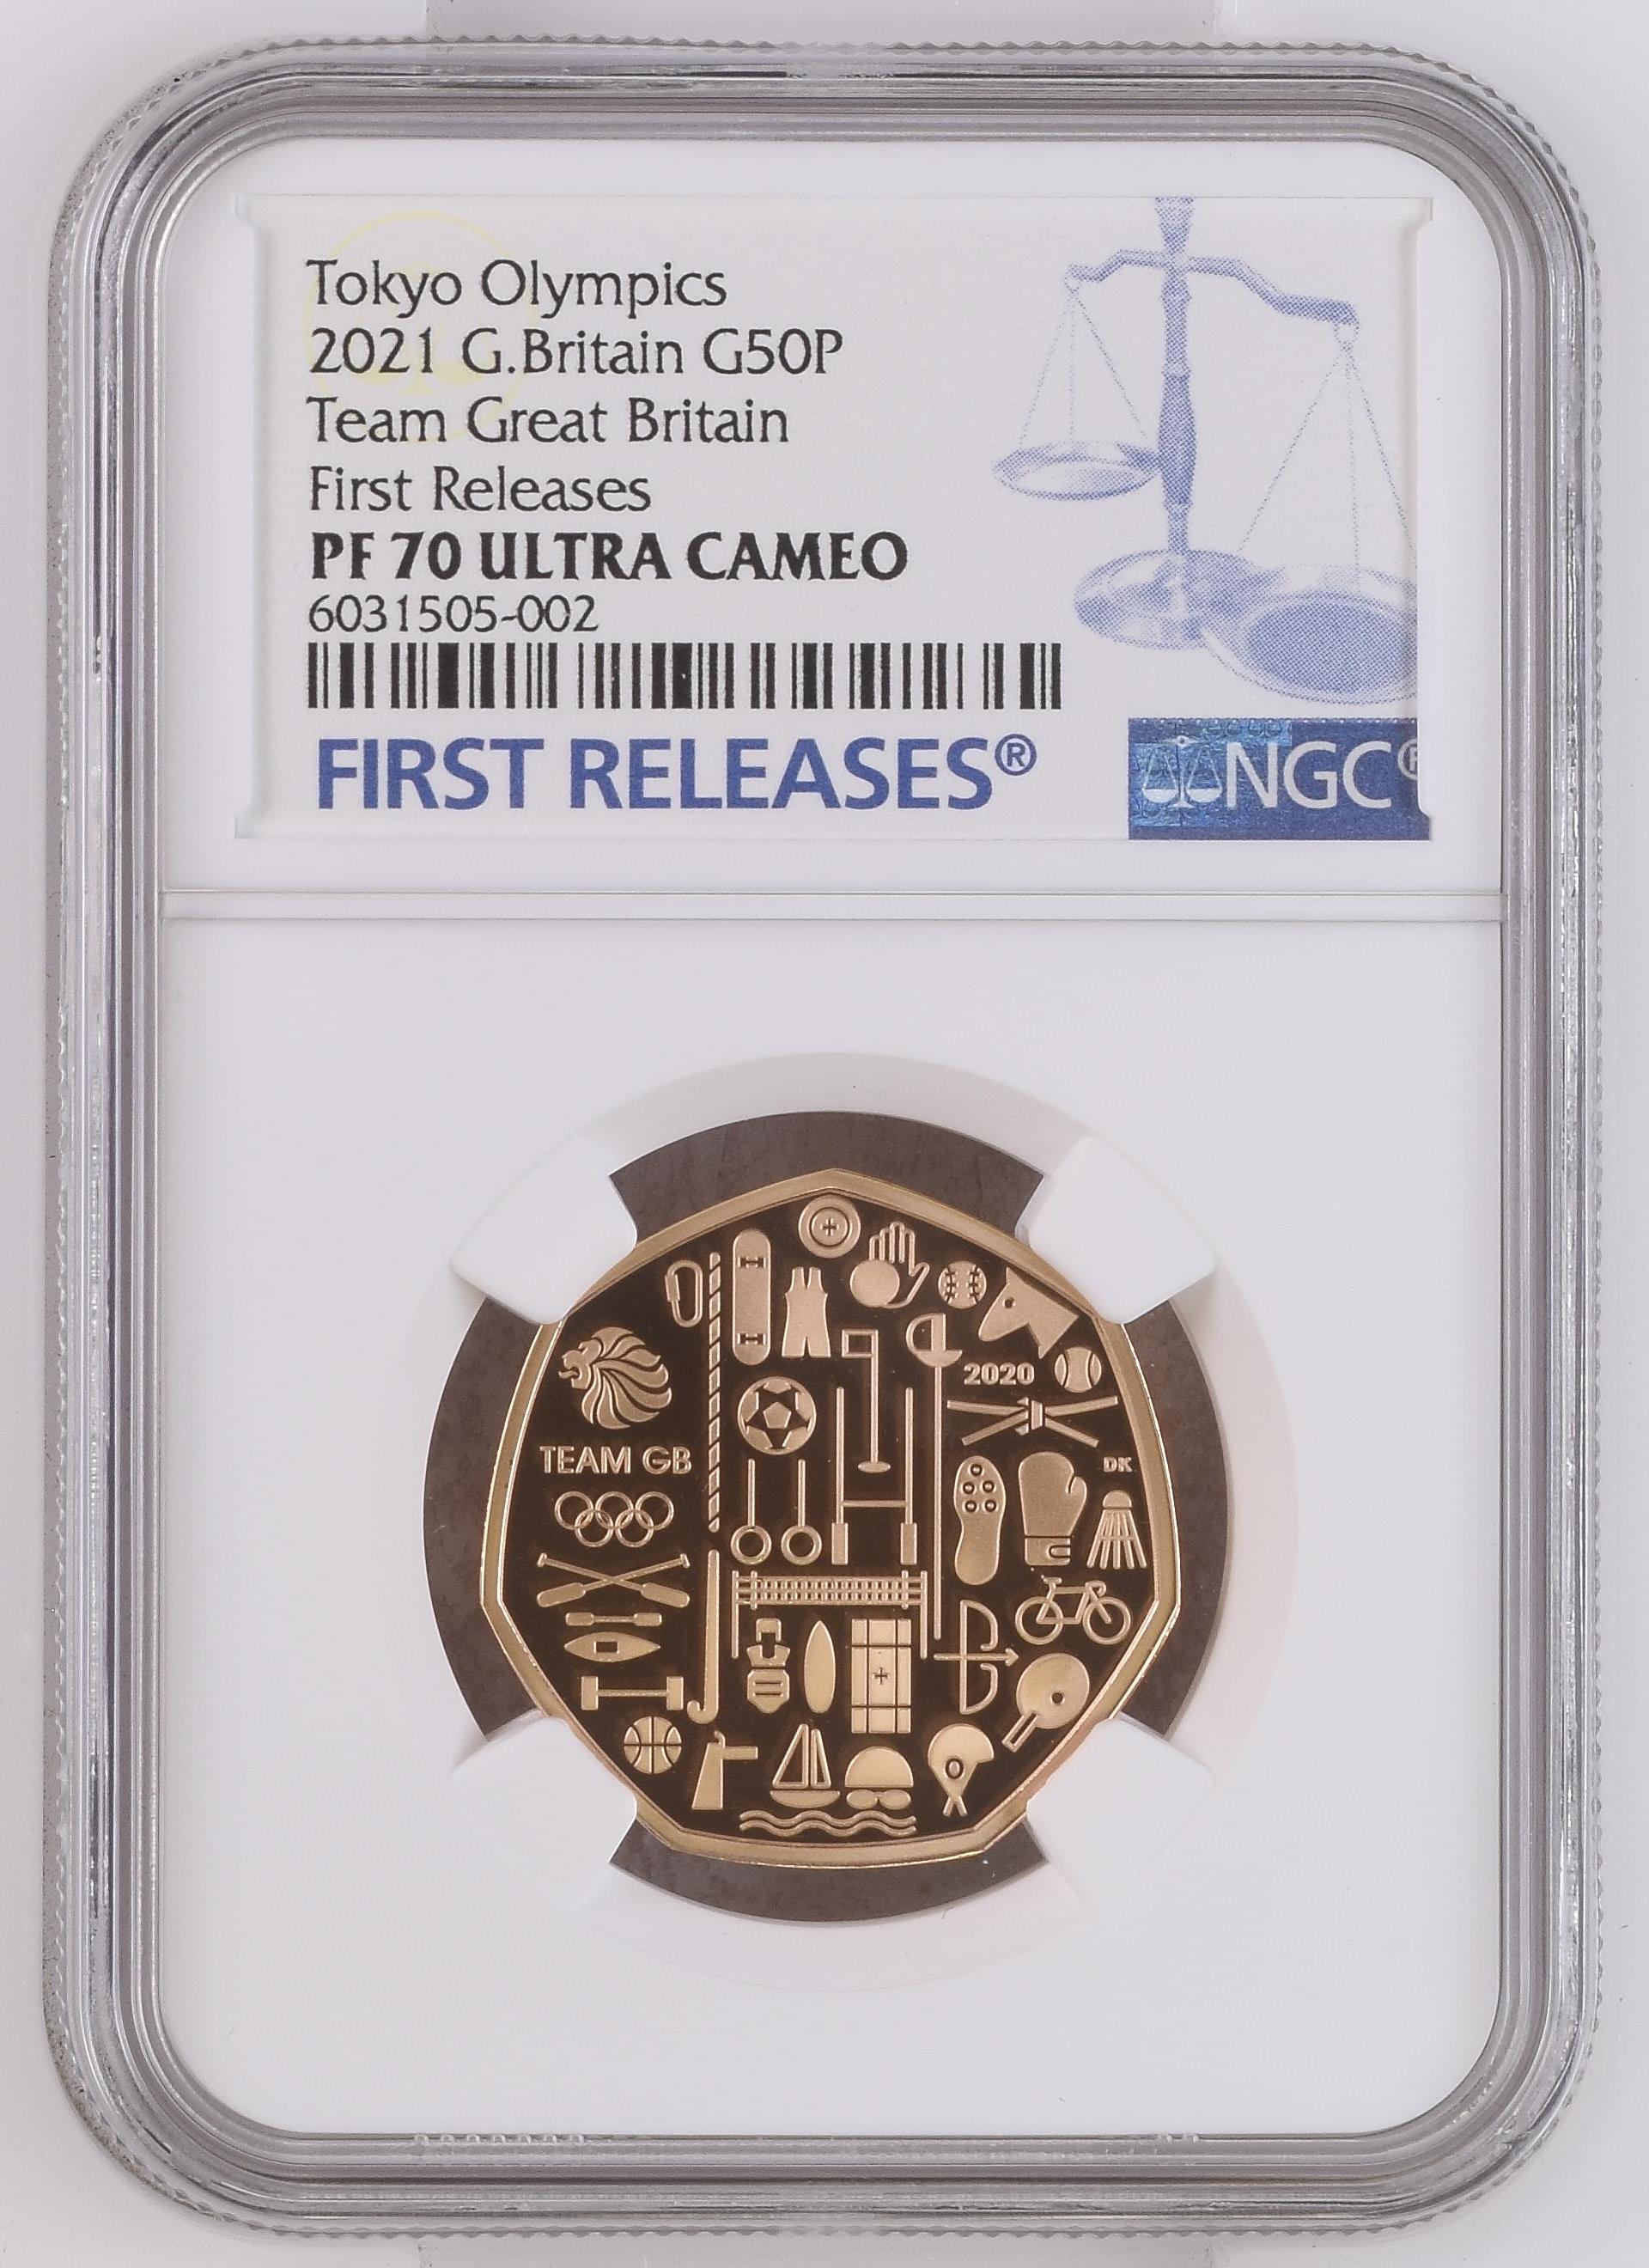 Tokyo Olympics
2021 G.Britain G50P
Team Great Britain
First Releases
PF 70 ULTRA CAMEO
6031505-002
FIRST RELEASES®
NGC®
2020
TEAM GB
DK